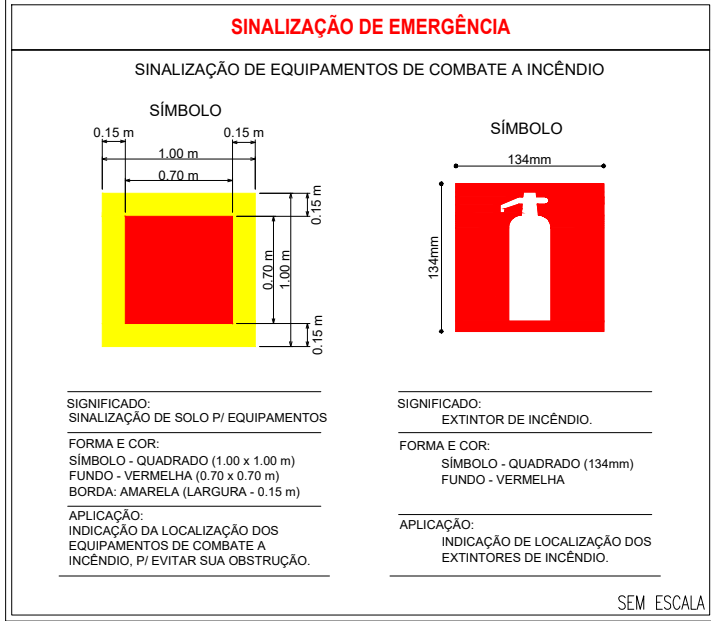 SINALIZAÇÃO DE EMERGÊNCIA
SINALIZAÇÃO DE EQUIPAMENTOS DE COMBATE A INCÊNDIO
SÍMBOLO
0.15 m
0.15 m
1.00 m
0.70 m
0.15 m
0.70 m
1.00 m
0.15 m
SIGNIFICADO:
SINALIZAÇÃO DE SOLO P/ EQUIPAMENTOS
FORMA E COR:
SÍMBOLO - QUADRADO (1.00 x 1.00 m)
FUNDO - VERMELHA (0.70 x 0.70 m)
BORDA: AMARELA (LARGURA - 0.15 m)
APLICAÇÃO:
INDICAÇÃO DA LOCALIZAÇÃO DOS
EQUIPAMENTOS DE COMBATE A
INCÊNDIO, P/ EVITAR SUA OBSTRUÇÃO.
SÍMBOLO
134mm
134mm
SIGNIFICADO:
EXTINTOR DE INCÊNDIO.
FORMA E COR:
SÍMBOLO - QUADRADO (134mm)
FUNDO - VERMELHA
APLICAÇÃO:
INDICAÇÃO DE LOCALIZAÇÃO DOS
EXTINTORES DE INCÊNDIO.
SEM ESCALA